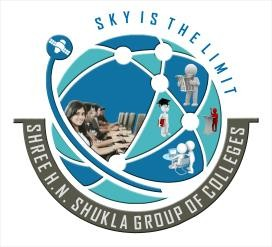 SKY IS THE LIMIT
SHREE H.N. SHUKLA GROUP OF COLLEGES